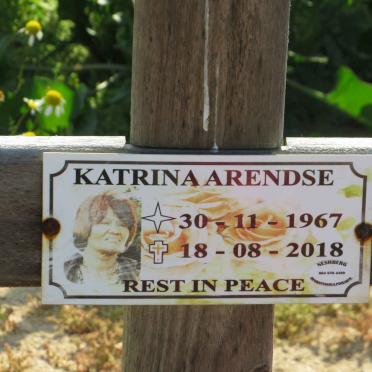 KATRINA ARENDSE
30 - 11 - 1967
18 - 08 - 2018
REST IN PEACE